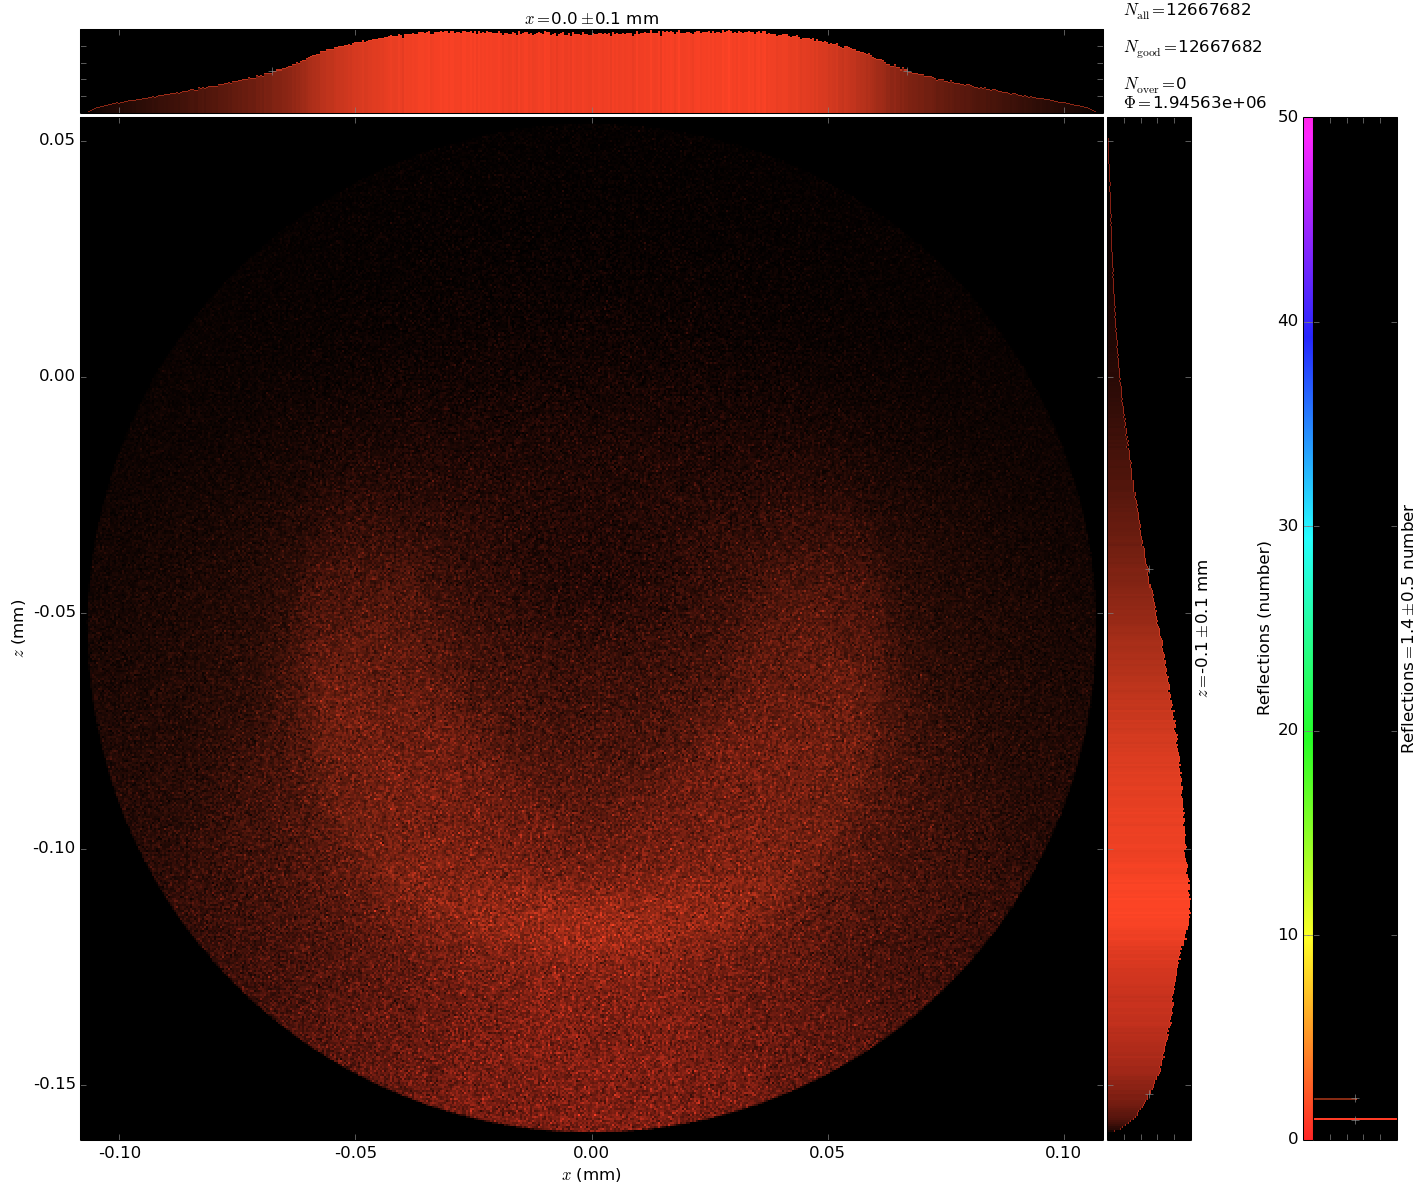 x=0.0±0.1 mm
N_all=12667682
N_good=12667682
N_over=0
Φ=1.94563e+06
z (mm)
0.05
0.00
-0.05
-0.10
-0.15
-0.10
-0.05
0.00
0.05
0.10
x (mm)
z=-0.1±0.1 mm
Reflections (number)
50
40
30
20
10
0
Reflections=1.4±0.5 number